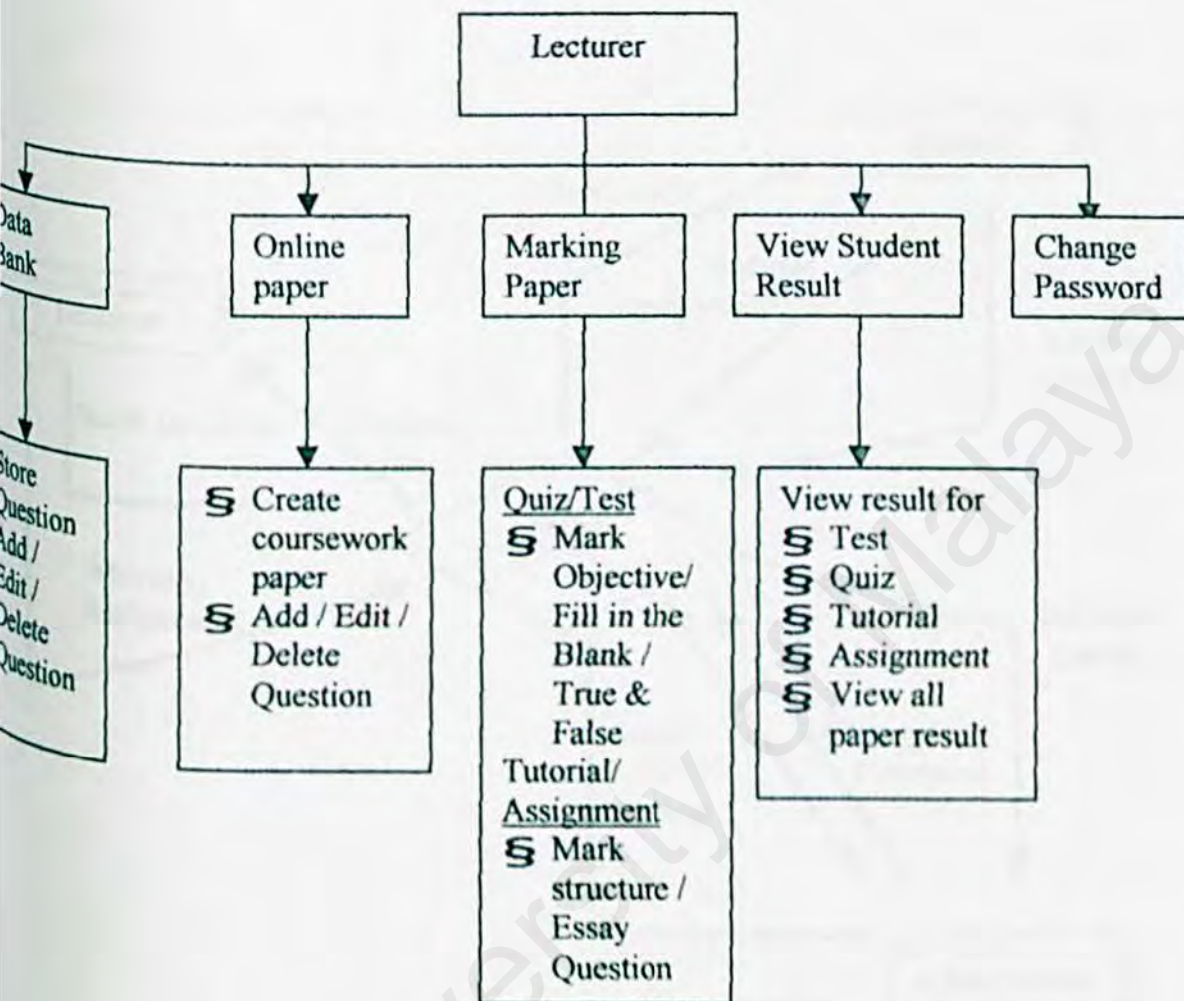 Lecturer
Data
Bank
Online
paper
Marking
Paper
View Student
Result
Change
Password
Store
Question
Add /
Edit /
Delete
Question
§ Create
coursework
paper
§ Add / Edit /
Delete
Question
Quiz/Test
§ Mark
Objective/
Fill in the
Blank /
True &
False
Tutorial/
Assignment
§ Mark
structure /
Essay
Question
View result for
§ Test
§ Quiz
§ Tutorial
§ Assignment
§ View all
paper result
of Malaya